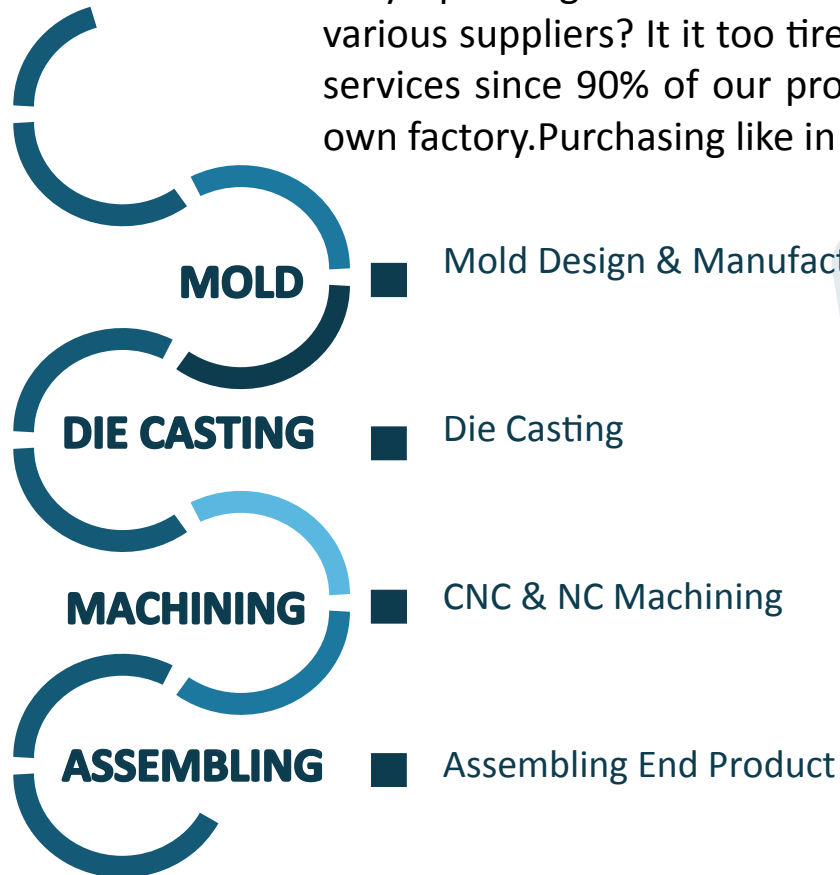 various suppliers? It it too tire
services since 90% of our pro
own factory.Purchasing like in
MOLD
Mold Design & Manufact
DIE CASTING
Die Casting
MACHINING
CNC & NC Machining
ASSEMBLING
Assembling End Product